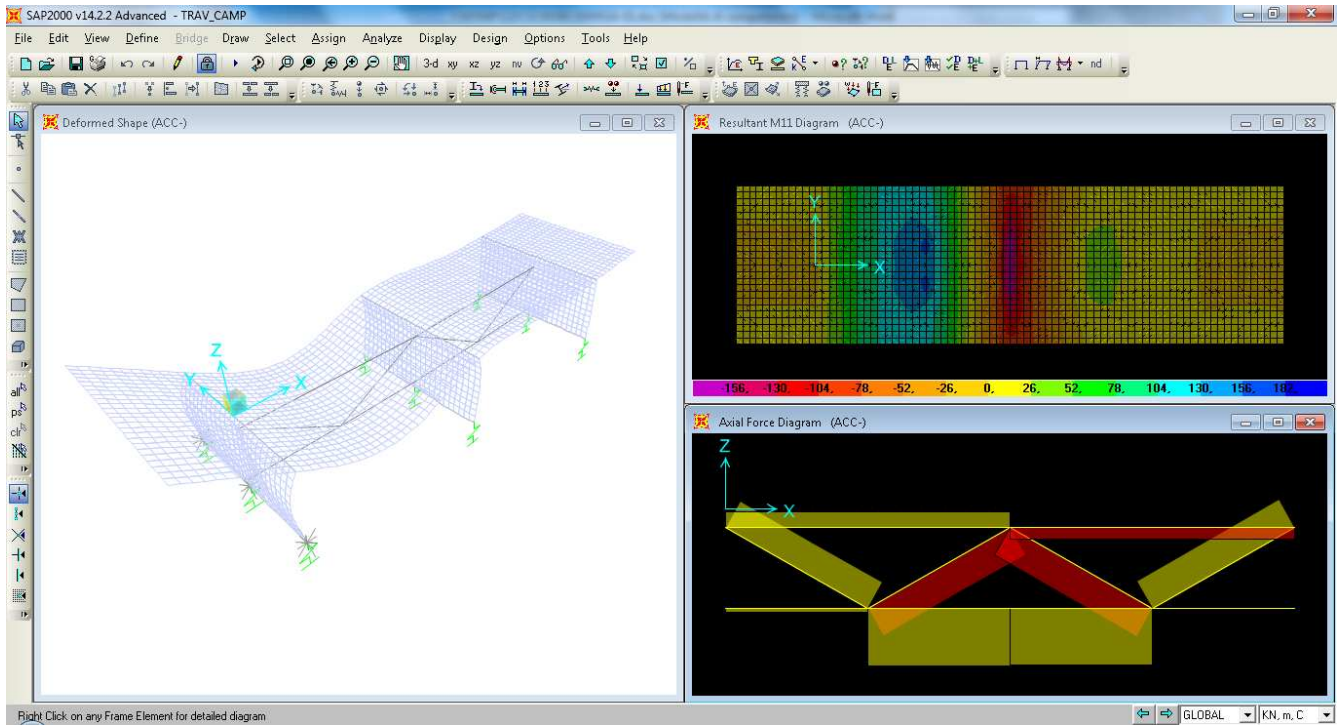 SAP2000 v14.2.2 Advanced - TRAV_CAMP
File Edit View Define Bridge Draw Select Assign Analyze Display Design Options Tools Help
3-d xy xz yz nv
nd
Deformed Shape (ACC-)
Resultant M11 Diagram (ACC-)
all
ps
clr
Z
Y
X
Y
X
-156, -130, -104, -78, -52, -26, 0, 26, 52, 78, 104, 130, 156, 182,
Axial Force Diagram (ACC-)
Z
X
Right Click on any Frame Element for detailed diagram
GLOBAL
KN, m, C